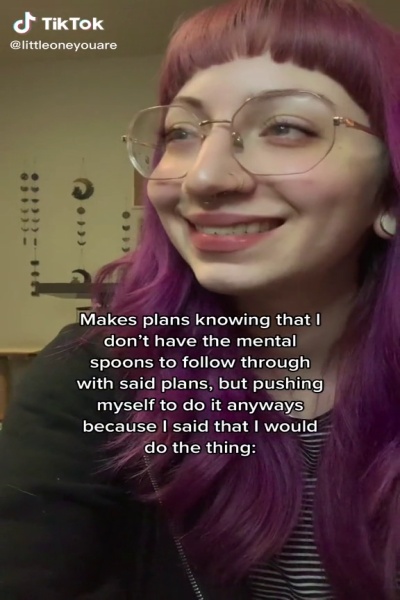 TikTok
@littleoneyouare
Makes plans knowing that I
don't have the mental
spoons to follow through
with said plans, but pushing
myself to do it anyways
because I said that I would
do the thing: